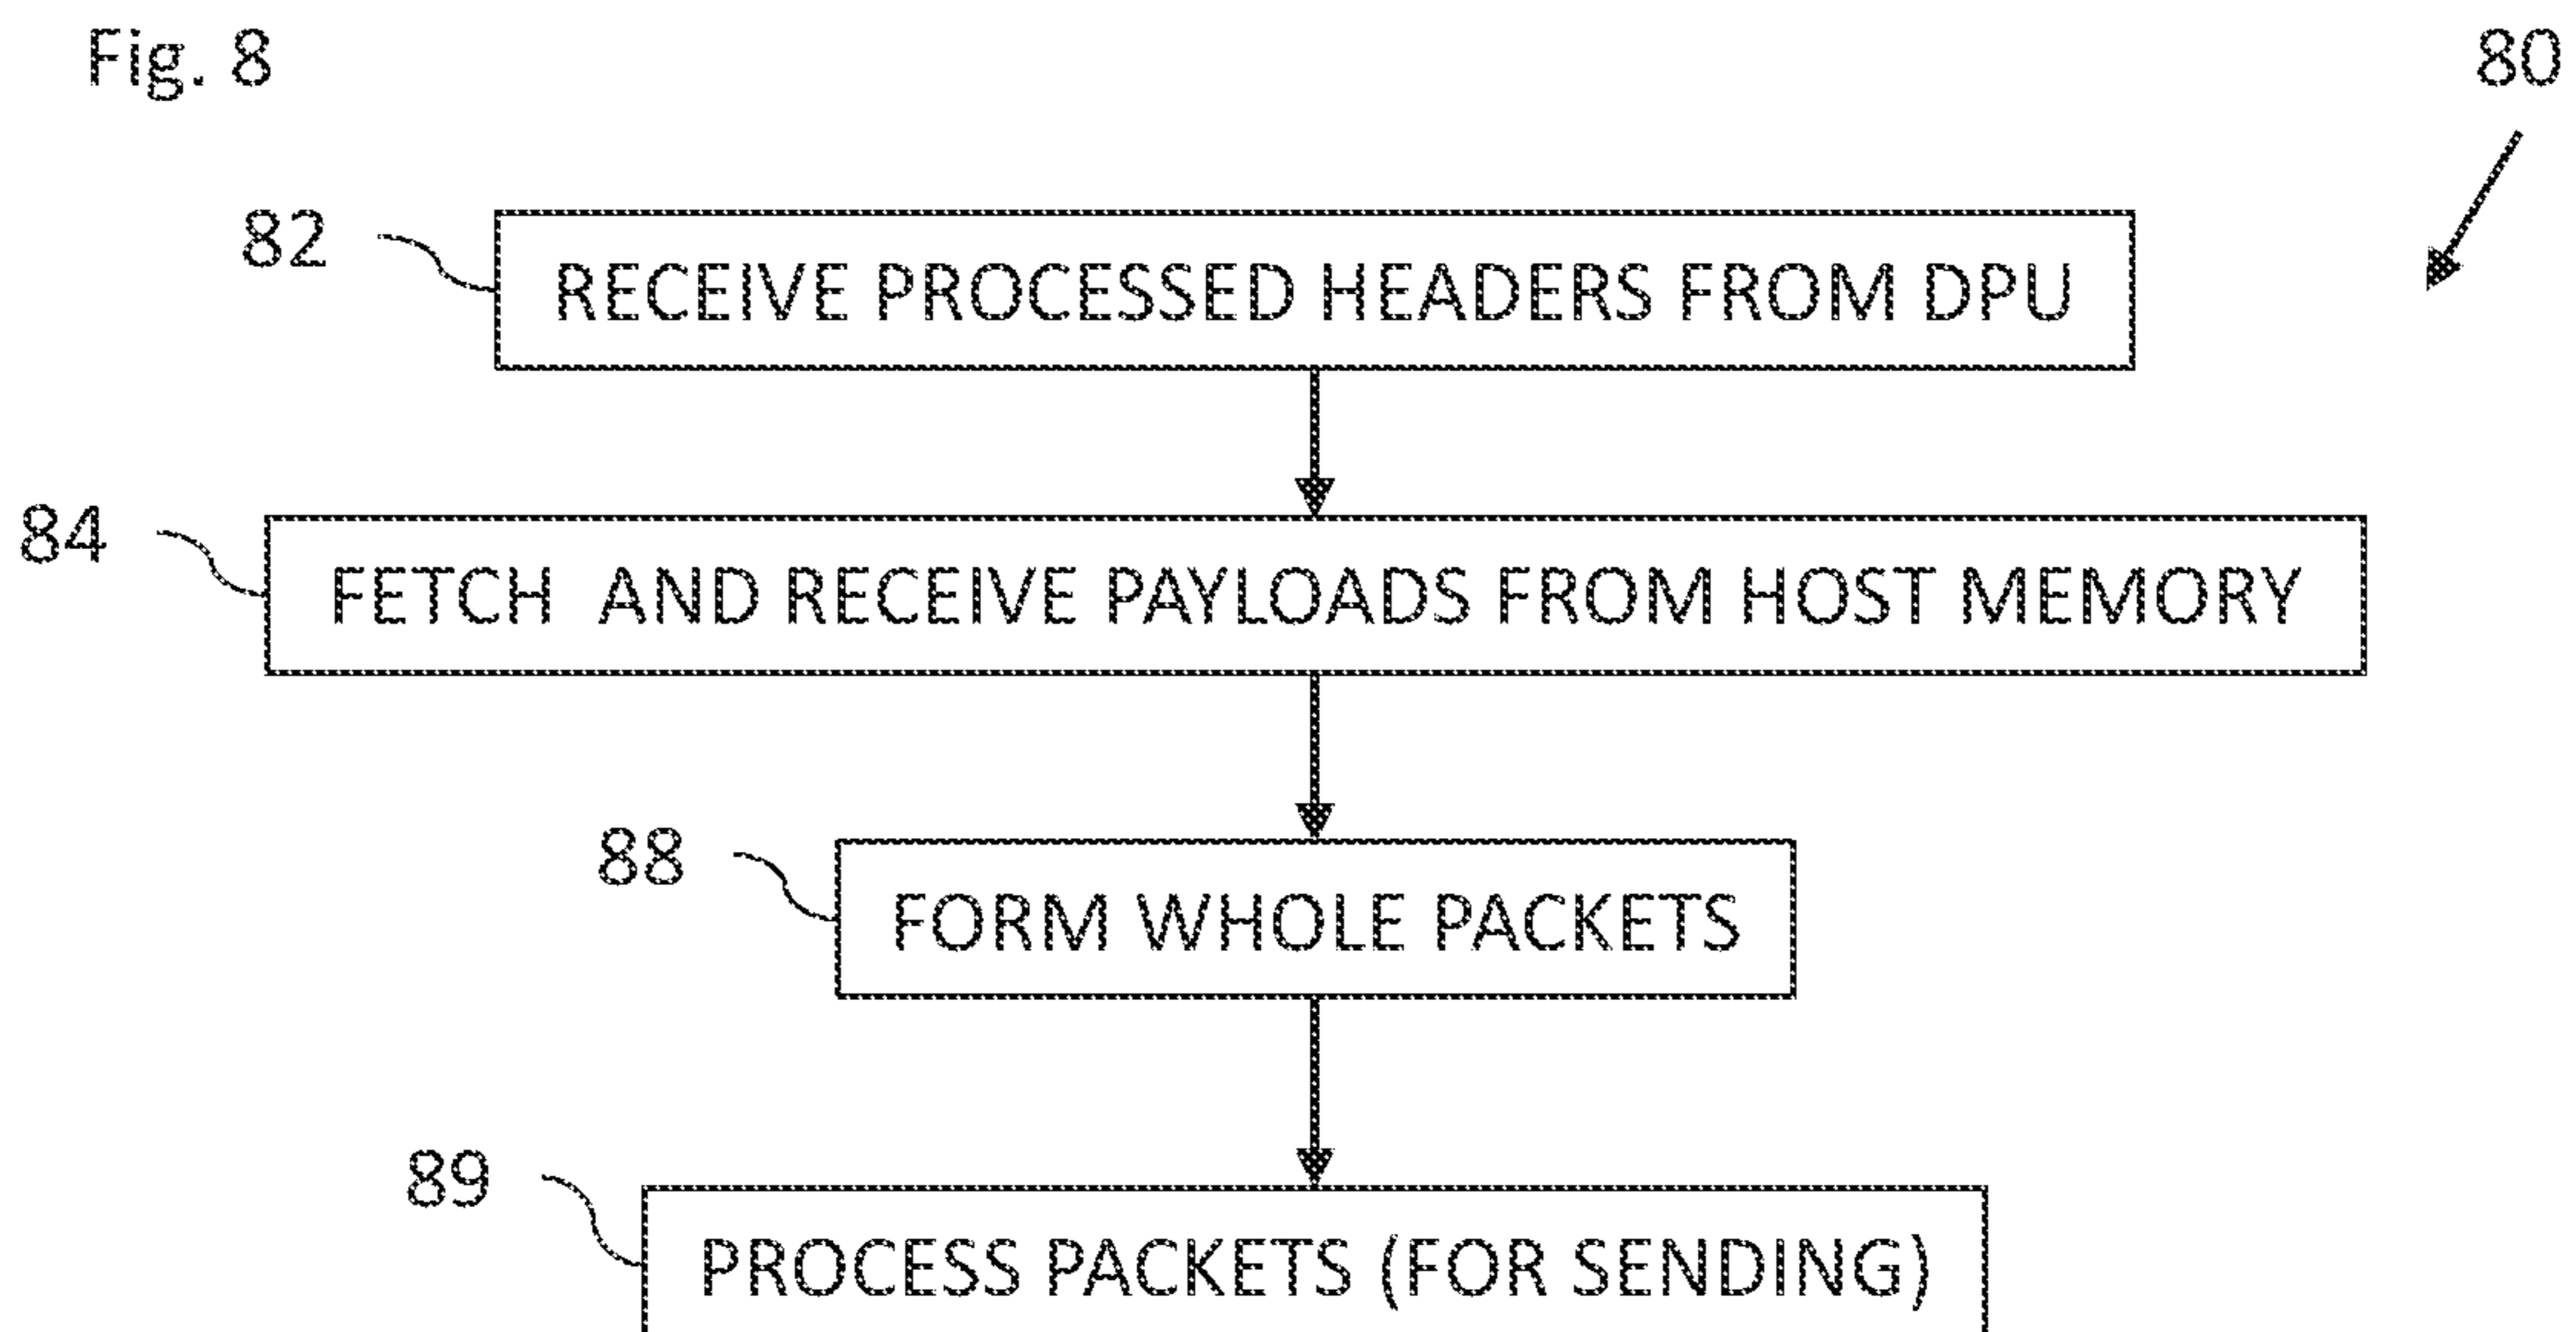 Fig. 8
80
82
RECEIVE PROCESSED HEADERS FROM DPU
84
FETCH AND RECEIVE PAYLOADS FROM HOST MEMORY
88
FORM WHOLE PACKETS
89
PROCESS PACKETS (FOR SENDING)